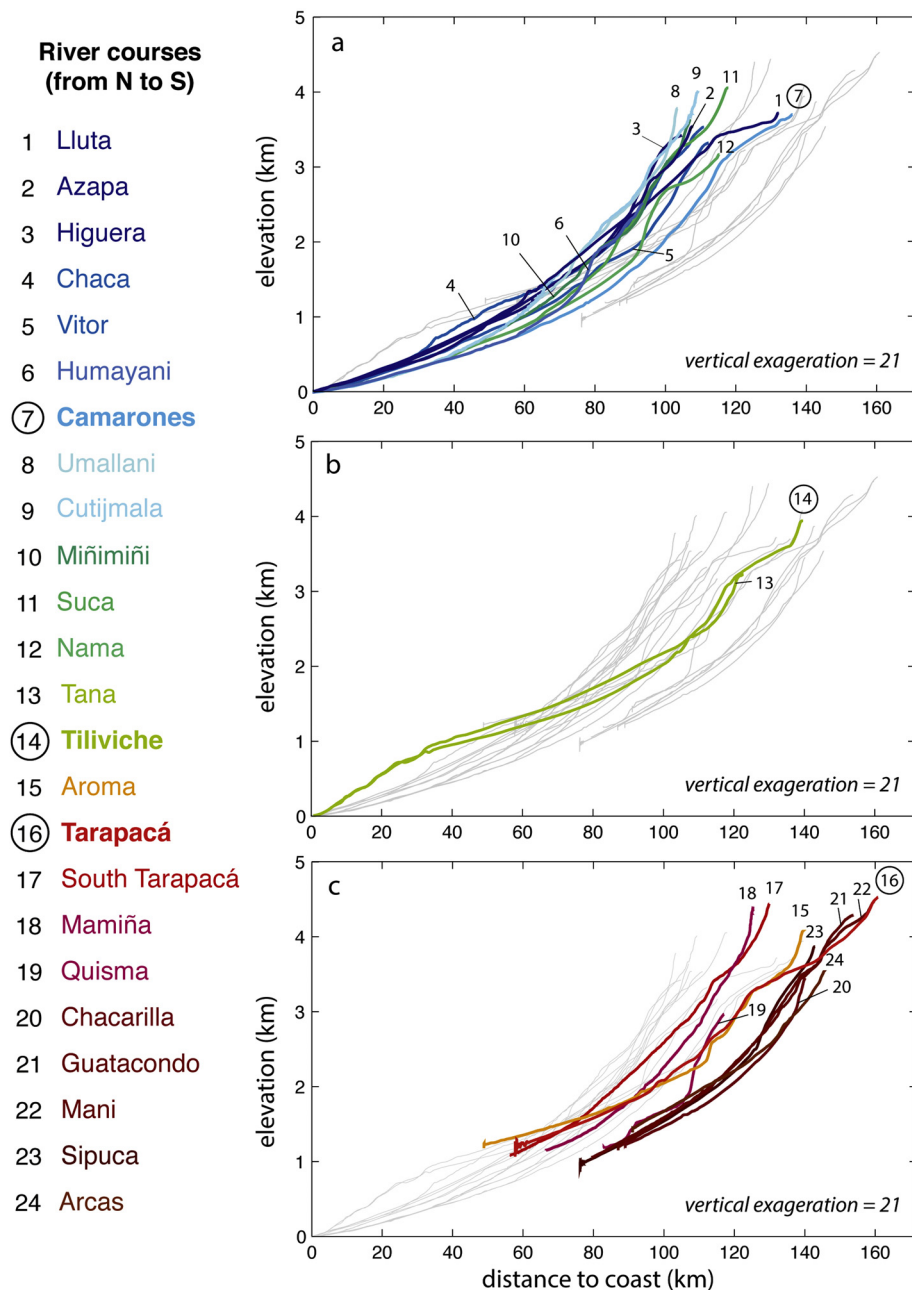 River courses
(from N to S)
1 Lluta
2 Azapa
3 Higuera
4 Chaca
5 Vitor
6 Humayani
7 Camarones
8 Umallani
9 Cutijmala
10 Miñimiñi
11 Suca
12 Nama
13 Tana
14 Tiliviche
15 Aroma
16 Tarapacá
17 South Tarapacá
18 Mamiña
19 Quisma
20 Chacarilla
21 Guatacondo
22 Mani
23 Sipuca
24 Arcas
a
elevation (km)
5
4
3
2
1
0
9
11
8
2
1
7
3
12
6
10
5
4
vertical exageration = 21
0 20 40 60 80 100 120 140 160
b
elevation (km)
5
4
3
2
1
0
14
13
vertical exageration = 21
0 20 40 60 80 100 120 140 160
c
elevation (km)
5
4
3
2
1
0
16
18 17
21 22
15
23
24
20
19
vertical exageration = 21
0 20 40 60 80 100 120 140 160
distance to coast (km)